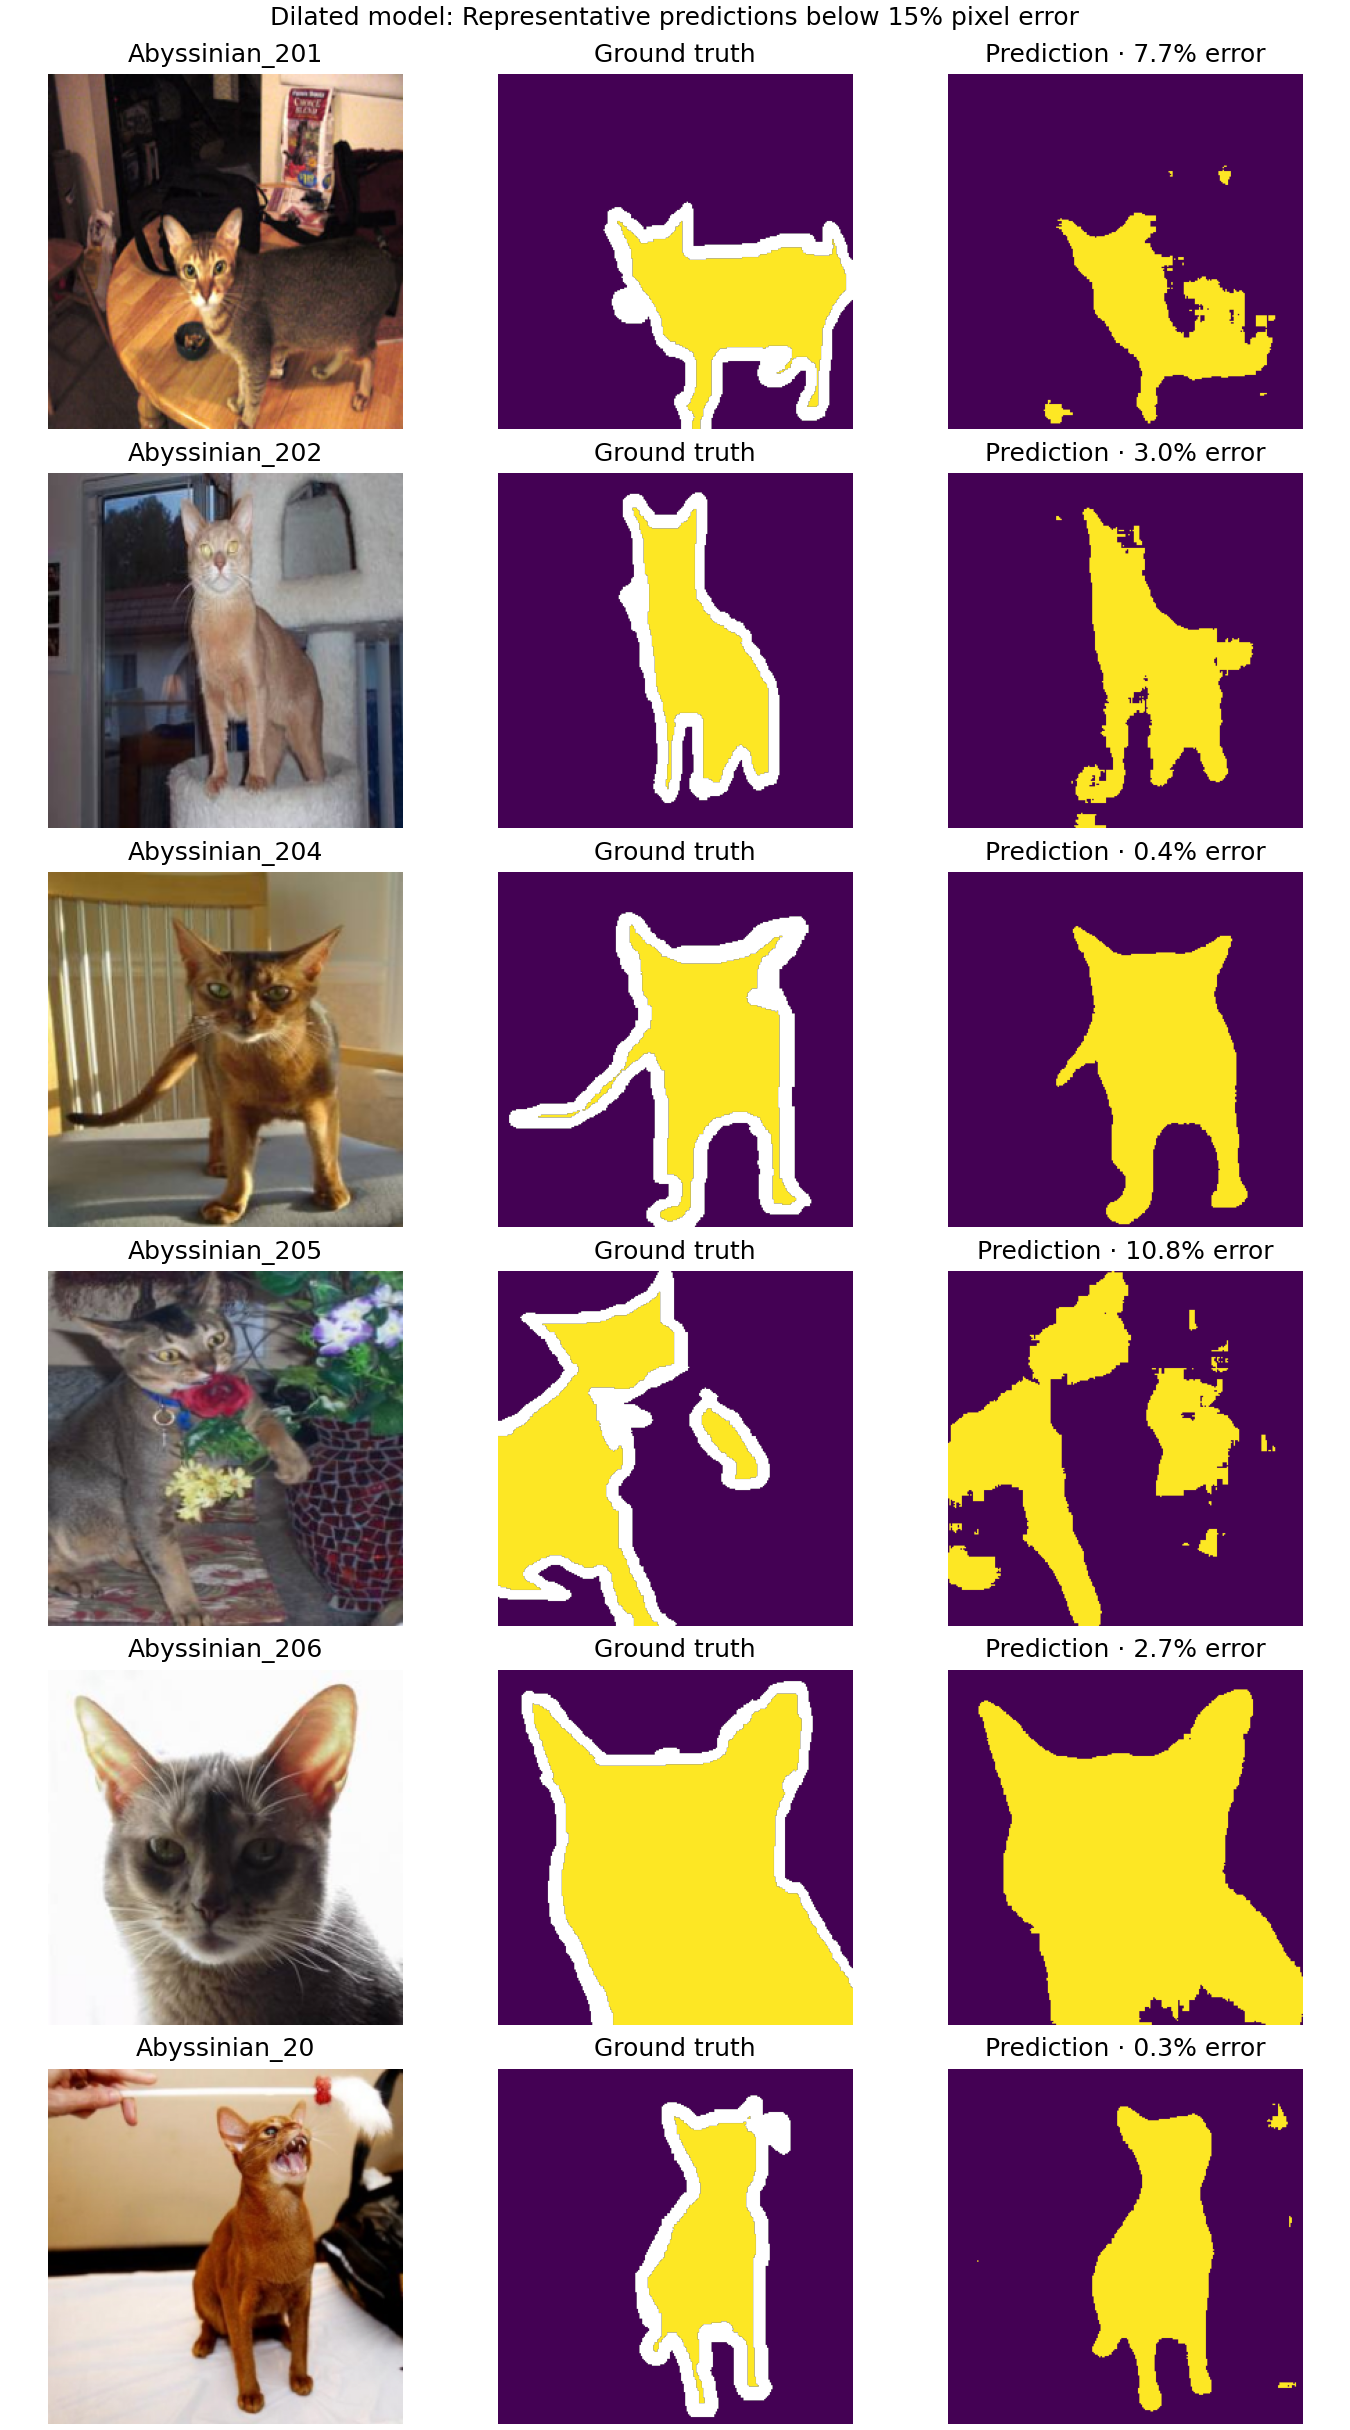 Dilated model: Representative predictions below 15% pixel error
Abyssinian_201 Ground truth Prediction · 7.7% error
CHOICE
BLEND
Abyssinian_202 Ground truth Prediction · 3.0% error
Abyssinian_204 Ground truth Prediction · 0.4% error
Abyssinian_205 Ground truth Prediction · 10.8% error
Abyssinian_206 Ground truth Prediction · 2.7% error
Abyssinian_20 Ground truth Prediction · 0.3% error